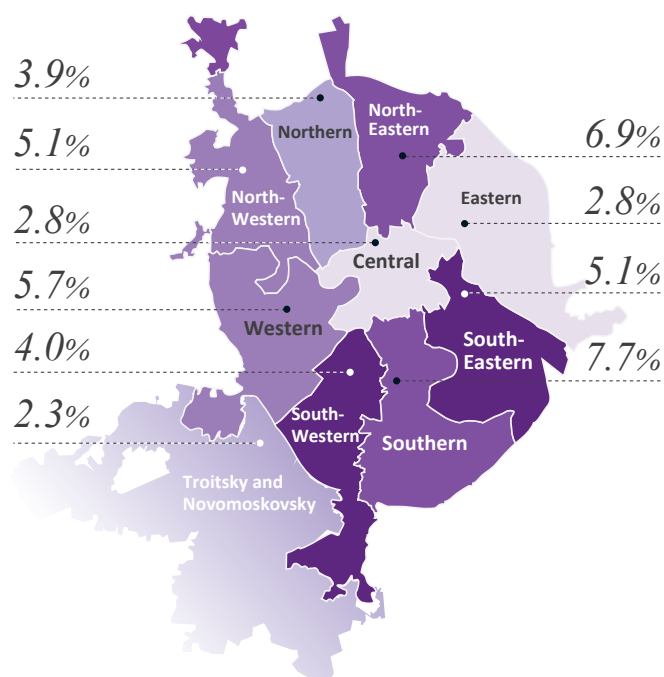 3.9%
5.1%
2.8%
5.7%
4.0%
2.3%
Northern
North-
Eastern
North-
Western
Eastern
Central
Western
South-
Eastern
South-
Western
Southern
Troitsky and
Novomoskovsky
6.9%
2.8%
5.1%
7.7%